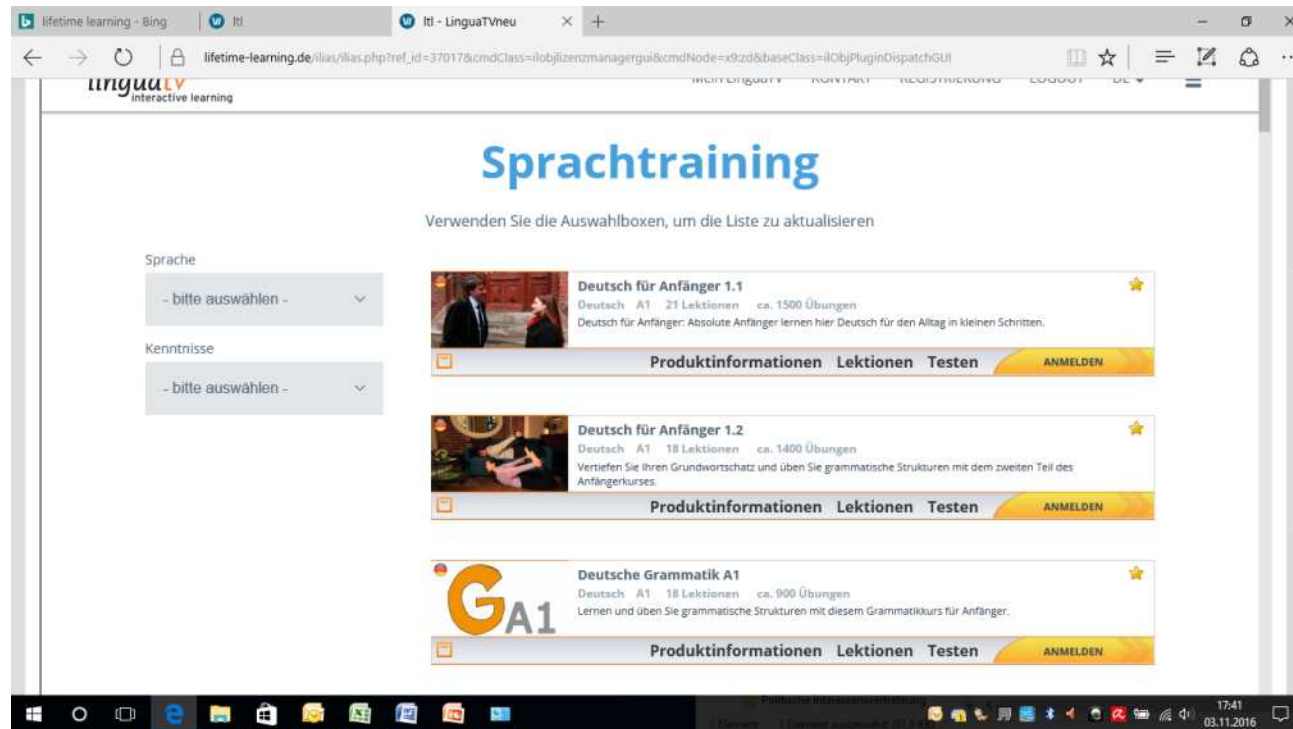 lifetime learning - Bing
ltl
ltl - LinguaTVneu
lifetime-learning.de/ilias/ilias.php?ref_id=37017&cmdClass=ilobjlizenzmanagergui&cmdNode=x9:zd&baseClass=ilObjPluginDispatchGUI
linguatv
interactive learning
Mein LinguaTV KONTAKT REGISTRIERUNG LOGOUT DE
Sprachtraining
Verwenden Sie die Auswahlboxen, um die Liste zu aktualisieren
Sprache
- bitte auswählen -
Kenntnisse
- bitte auswählen -
Deutsch für Anfänger 1.1
Deutsch A1 21 Lektionen ca. 1500 Übungen
Deutsch für Anfänger: Absolute Anfänger lernen hier Deutsch für den Alltag in kleinen Schritten.
Produktinformationen Lektionen Testen ANMELDEN
Deutsch für Anfänger 1.2
Deutsch A1 18 Lektionen ca. 1400 Übungen
Vertiefen Sie Ihren Grundwortschatz und üben Sie grammatische Strukturen mit dem zweiten Teil des
Anfängerkurses.
Produktinformationen Lektionen Testen ANMELDEN
GA1
Deutsche Grammatik A1
Deutsch A1 18 Lektionen ca. 900 Übungen
Lernen und üben Sie grammatische Strukturen mit diesem Grammatikkurs für Anfänger.
Produktinformationen Lektionen Testen ANMELDEN
17:41
03.11.2016